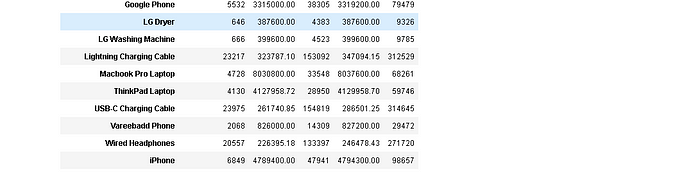 Google Phone 5532 3315000.00 38305 3319200.00 79479
LG Dryer 646 387600.00 4383 387600.00 9326
LG Washing Machine 666 399600.00 4523 399600.00 9785
Lightning Charging Cable 23217 323787.10 153092 347094.15 312529
Macbook Pro Laptop 4728 8030800.00 33548 8037600.00 68261
ThinkPad Laptop 4130 4127958.72 28950 4129958.70 59746
USB-C Charging Cable 23975 261740.85 154819 286501.25 314645
Vareebadd Phone 2068 826000.00 14309 827200.00 29472
Wired Headphones 20557 226395.18 133397 246478.43 271720
iPhone 6849 4789400.00 47941 4794300.00 98657